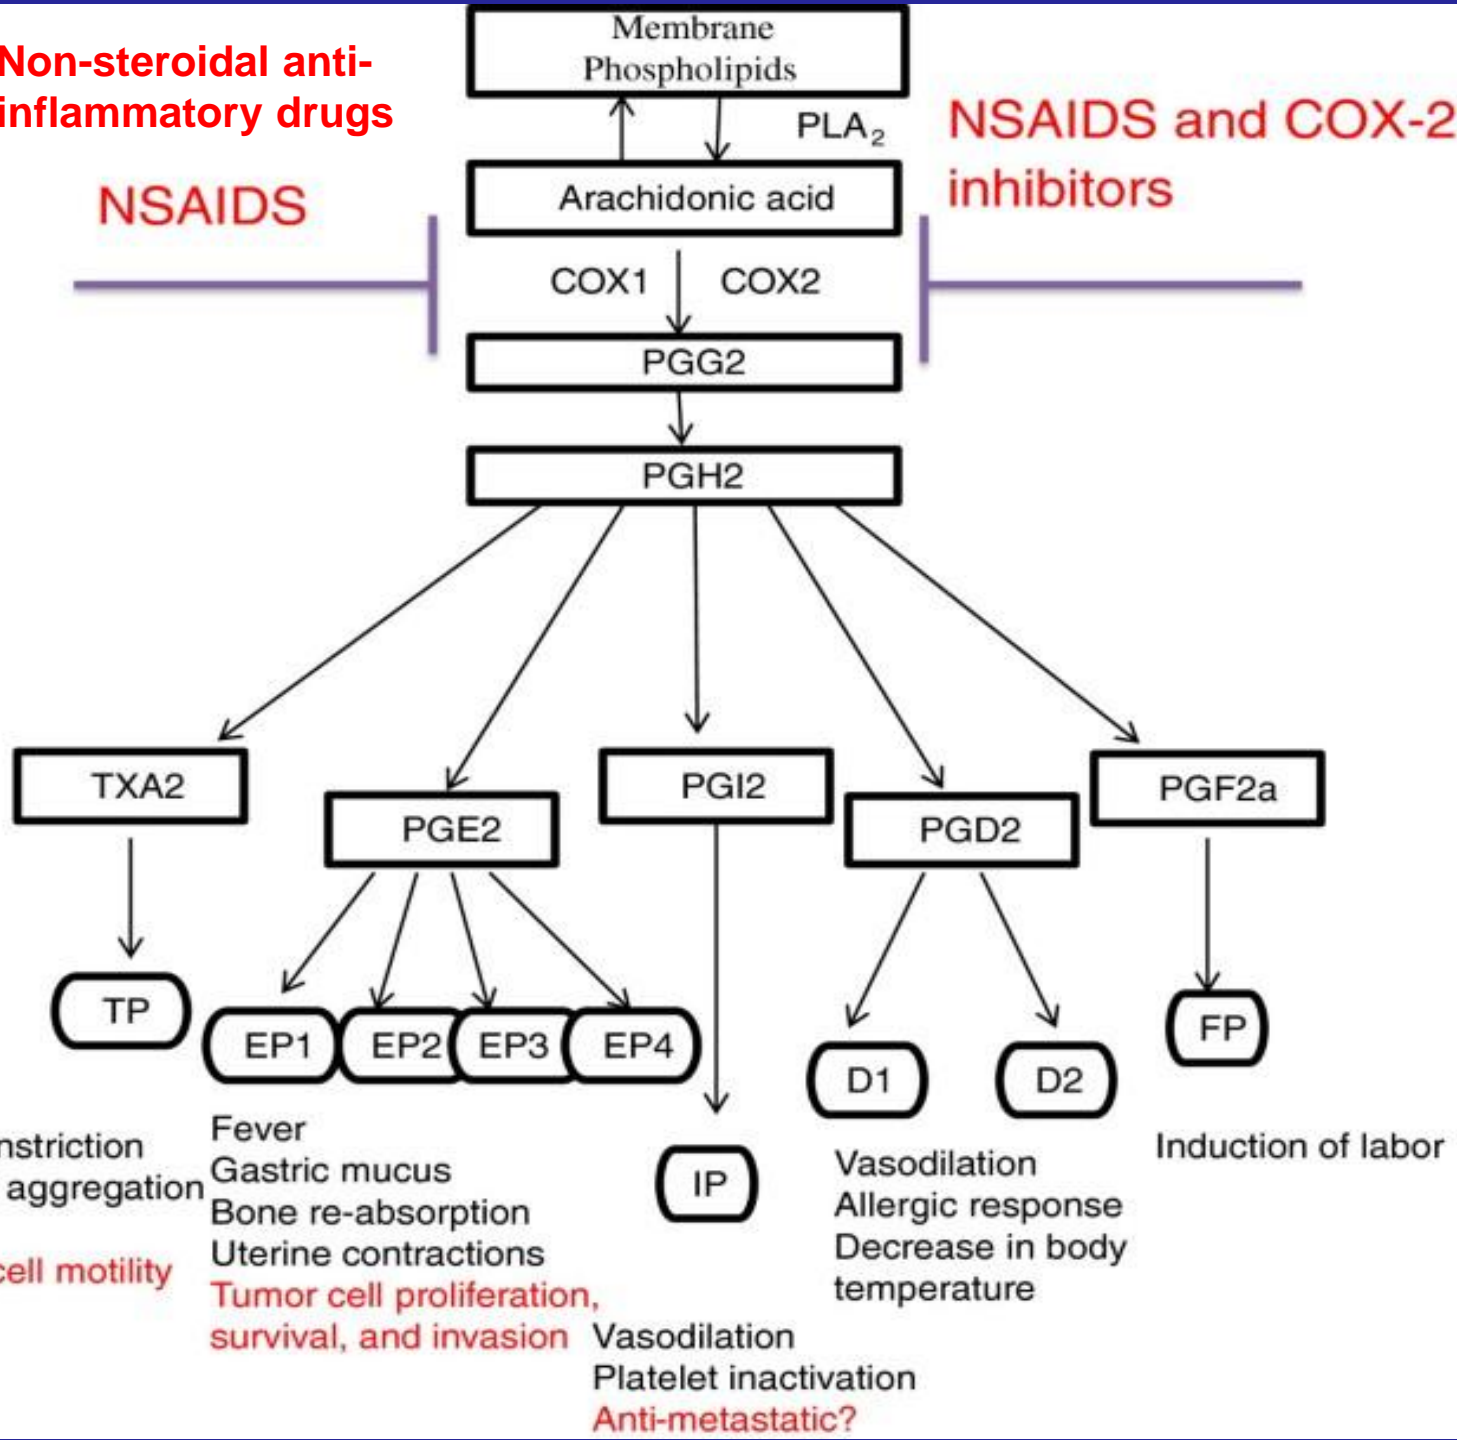 Membrane
Phospholipids
Non-steroidal anti-
inflammatory drugs
PLA₂
NSAIDS and COX-2
inhibitors
NSAIDS
Arachidonic acid
COX1
COX2
PGG2
PGH2
TXA2
PGE2
PGI2
PGD2
PGF2a
TP
EP1
EP2
EP3
EP4
IP
D1
D2
FP
nstriction
aggregation
cell motility
Fever
Gastric mucus
Bone re-absorption
Uterine contractions
Tumor cell proliferation,
survival, and invasion
Vasodilation
Platelet inactivation
Anti-metastatic?
Vasodilation
Allergic response
Decrease in body
temperature
Induction of labor